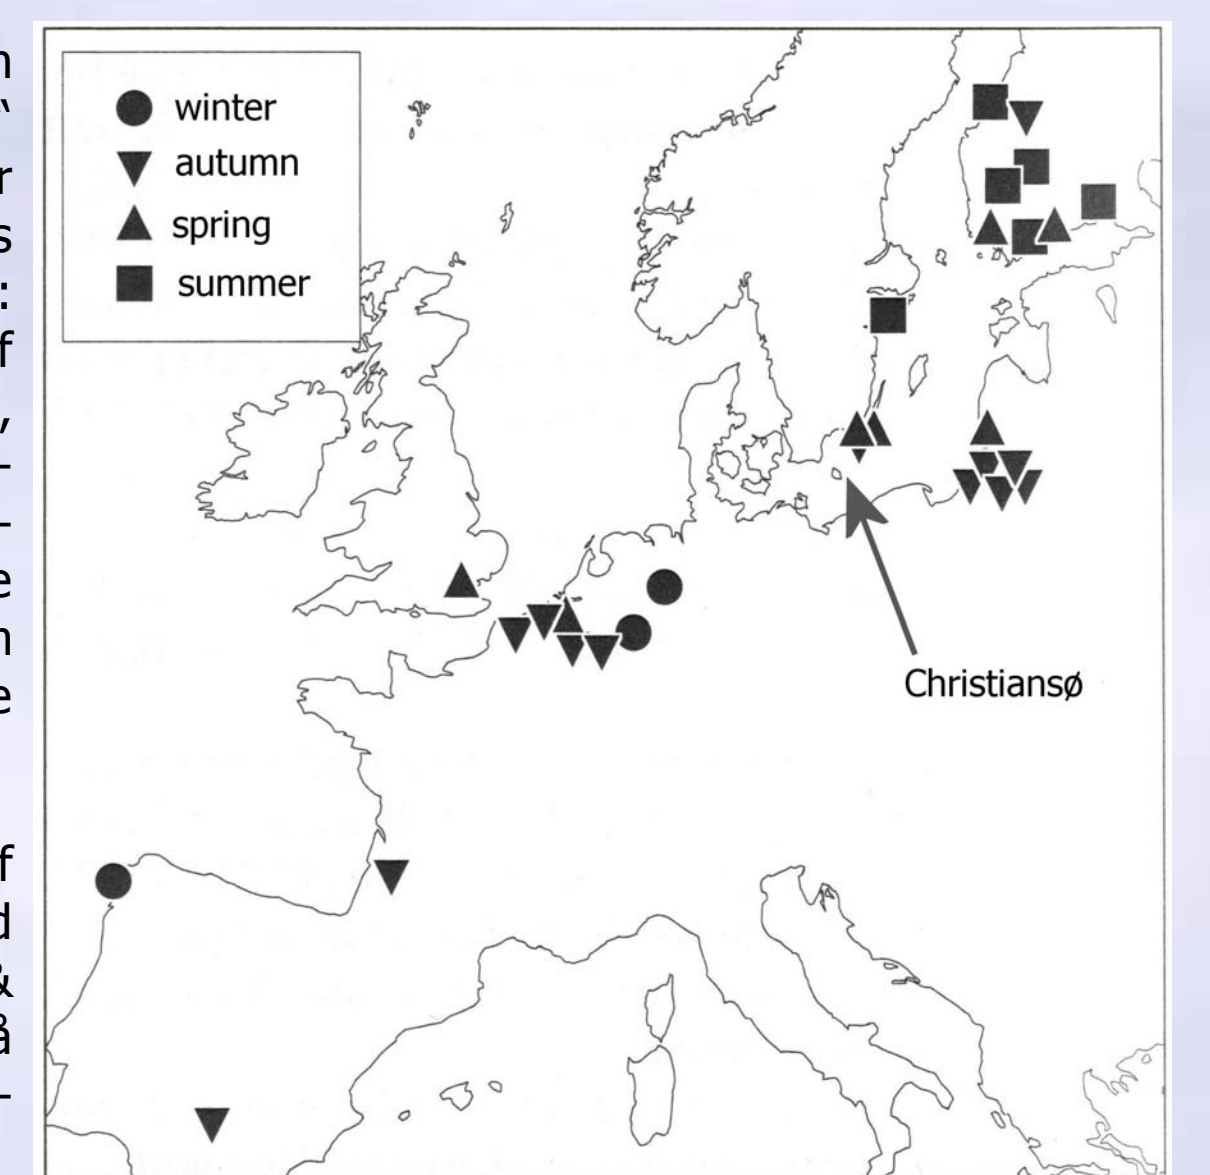 n
“
r
s
:
f
,
-
-
e
n
e
f
d
&
å
-
winter
autumn
spring
summer
Christiansø